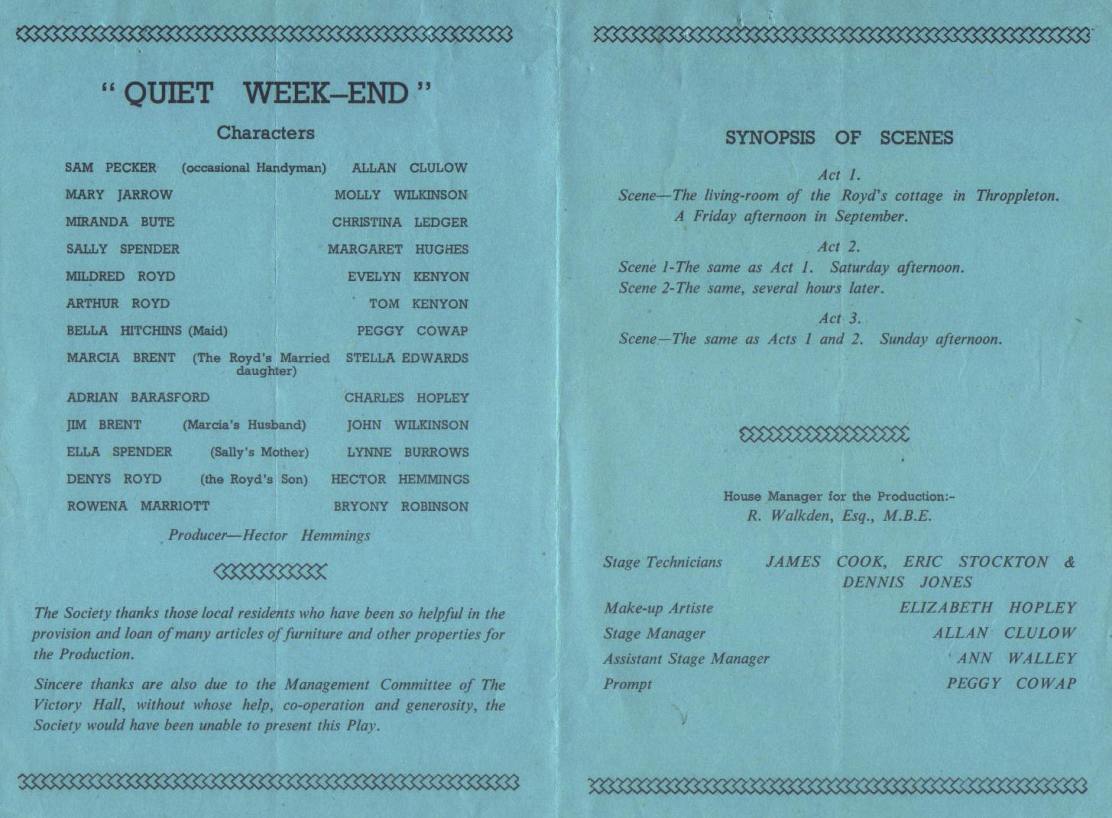 " QUIET WEEK—END "
Characters
SAM PECKER (occasional Handyman) ALLAN CLULOW
MARY JARROW MOLLY WILKINSON
MIRANDA BUTE CHRISTINA LEDGER
SALLY SPENDER MARGARET HUGHES
MILDRED ROYD EVELYN KENYON
ARTHUR ROYD TOM KENYON
BELLA HITCHINS (Maid) PEGGY COWAP
MARCIA BRENT (The Royd's Married STELLA EDWARDS
daughter)
ADRIAN BARASFORD CHARLES HOPLEY
JIM BRENT (Marcia's Husband) JOHN WILKINSON
ELLA SPENDER (Sally's Mother) LYNNE BURROWS
DENYS ROYD (the Royd's Son) HECTOR HEMMINGS
ROWENA MARRIOTT BRYONY ROBINSON
Producer—Hector Hemmings
The Society thanks those local residents who have been so helpful in the
provision and loan of many articles of furniture and other properties for
the Production.
Sincere thanks are also due to the Management Committee of The
Victory Hall, without whose help, co-operation and generosity, the
Society would have been unable to present this Play.
SYNOPSIS OF SCENES
Act 1.
Scene—The living-room of the Royd's cottage in Throppleton.
A Friday afternoon in September.
Act 2.
Scene 1-The same as Act 1. Saturday afternoon.
Scene 2-The same, several hours later.
Act 3.
Scene—The same as Acts 1 and 2. Sunday afternoon.
House Manager for the Production:-
R. Walkden, Esq., M.B.E.
Stage Technicians JAMES COOK, ERIC STOCKTON &
DENNIS JONES
Make-up Artiste ELIZABETH HOPLEY
Stage Manager ALLAN CLULOW
Assistant Stage Manager ANN WALLEY
Prompt PEGGY COWAP